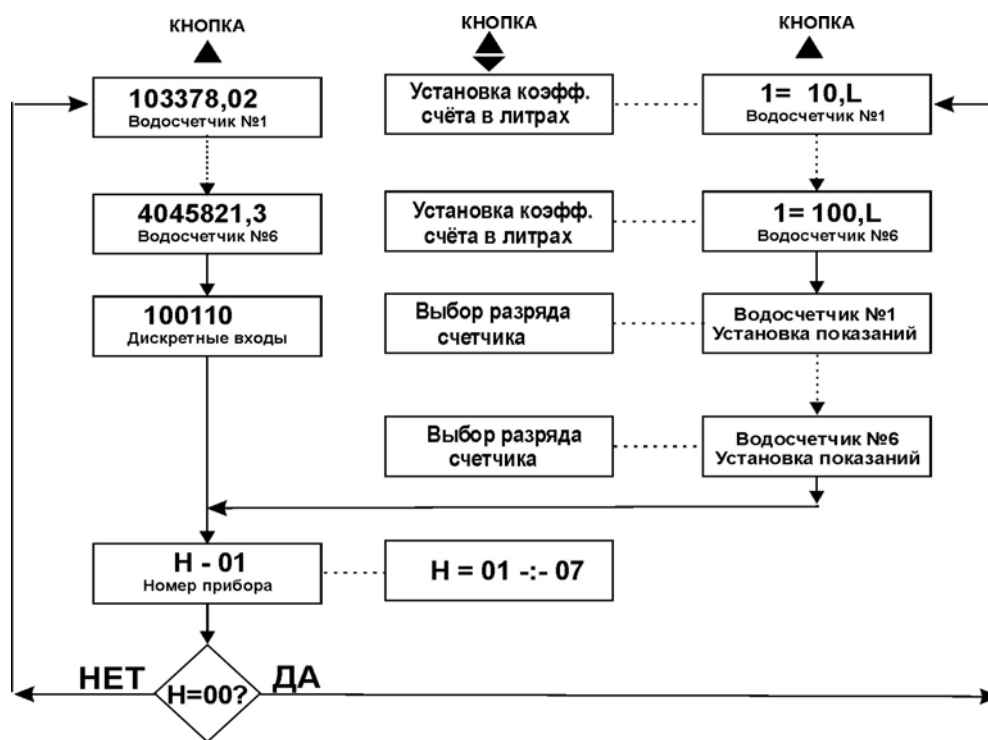 КНОПКА
КНОПКА
КНОПКА
103378,02
Водосчетчик №1
Установка коэфф.
счёта в литрах
1= 10,L
Водосчетчик №1
4045821,3
Водосчетчик №6
Установка коэфф.
счёта в литрах
1= 100,L
Водосчетчик №6
100110
Дискретные входы
Выбор разряда
счетчика
Водосчетчик №1
Установка показаний
Выбор разряда
счетчика
Водосчетчик №6
Установка показаний
Н - 01
Номер прибора
Н = 01 -:- 07
НЕТ
Н=00?
ДА